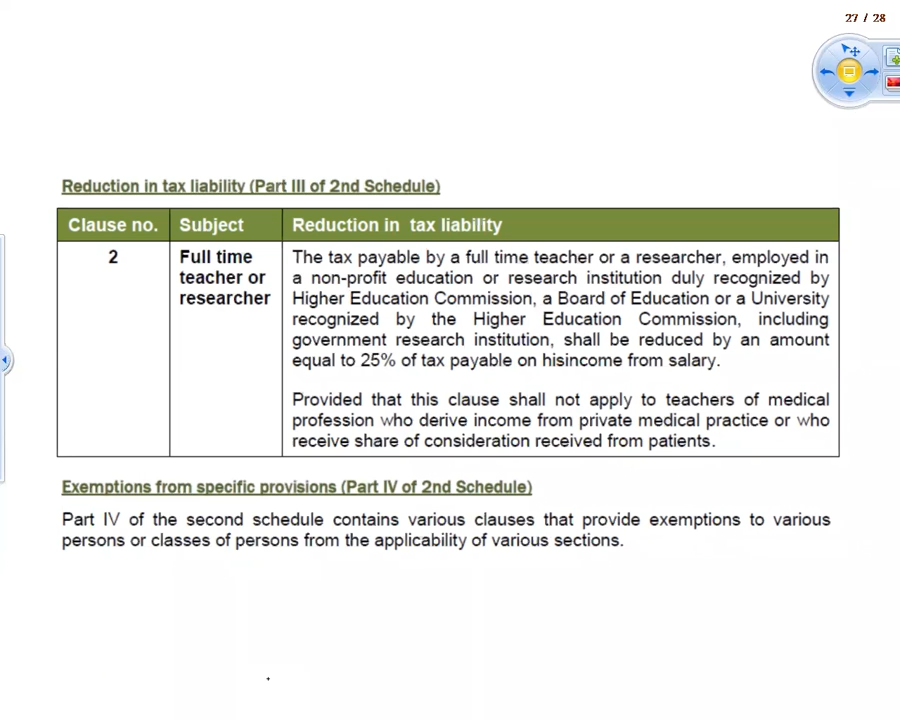 27 / 28
Reduction in tax liability (Part III of 2nd Schedule)
Clause no. Subject Reduction in tax liability
2 Full time teacher or researcher
The tax payable by a full time teacher or a researcher, employed in
a non-profit education or research institution duly recognized by
Higher Education Commission, a Board of Education or a University
recognized by the Higher Education Commission, including
government research institution, shall be reduced by an amount
equal to 25% of tax payable on hisincome from salary.
Provided that this clause shall not apply to teachers of medical
profession who derive income from private medical practice or who
receive share of consideration received from patients.
Exemptions from specific provisions (Part IV of 2nd Schedule)
Part IV of the second schedule contains various clauses that provide exemptions to various
persons or classes of persons from the applicability of various sections.